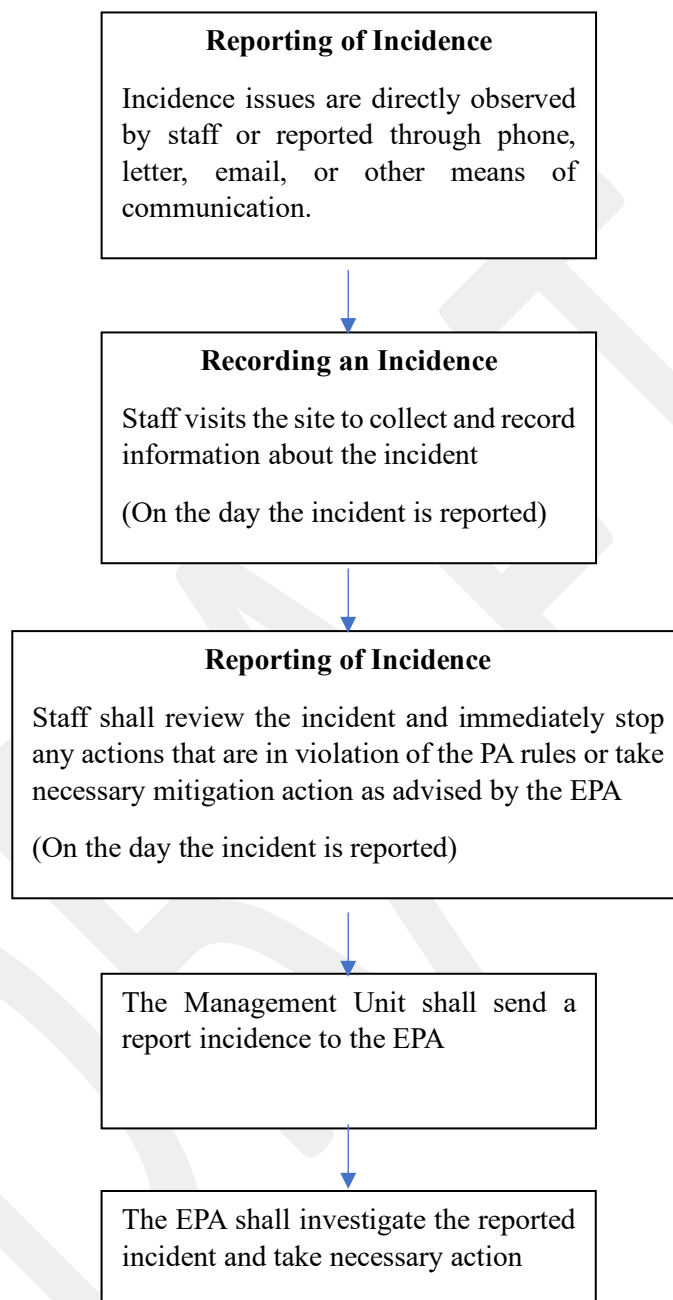 Reporting of Incidence
Incidence issues are directly observed
by staff or reported through phone,
letter, email, or other means of
communication.
Recording an Incidence
Staff visits the site to collect and record
information about the incident
(On the day the incident is reported)
Reporting of Incidence
Staff shall review the incident and immediately stop
any actions that are in violation of the PA rules or take
necessary mitigation action as advised by the EPA
(On the day the incident is reported)
The Management Unit shall send a
report incidence to the EPA
The EPA shall investigate the reported
incident and take necessary action